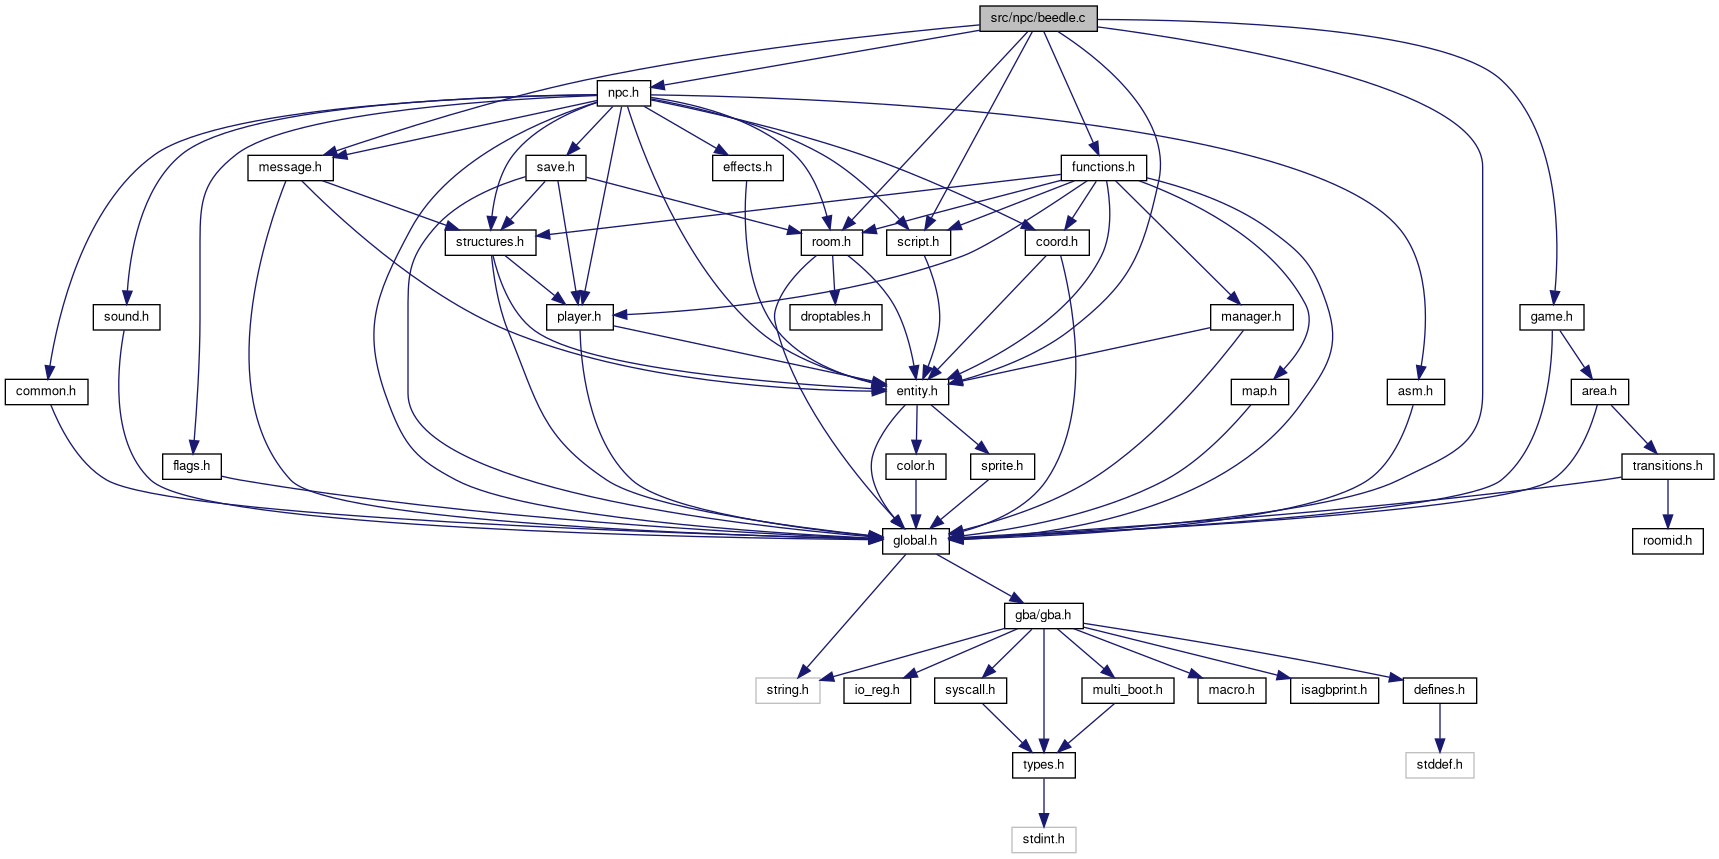 src/npc/beedle.c
npc.h
message.h
save.h
effects.h
functions.h
structures.h
room.h
script.h
coord.h
sound.h
player.h
droptables.h
manager.h
game.h
common.h
entity.h
map.h
asm.h
area.h
flags.h
color.h
sprite.h
transitions.h
global.h
roomid.h
gba/gba.h
string.h
io_reg.h
syscall.h
multi_boot.h
macro.h
isagbprint.h
defines.h
types.h
stddef.h
stdint.h